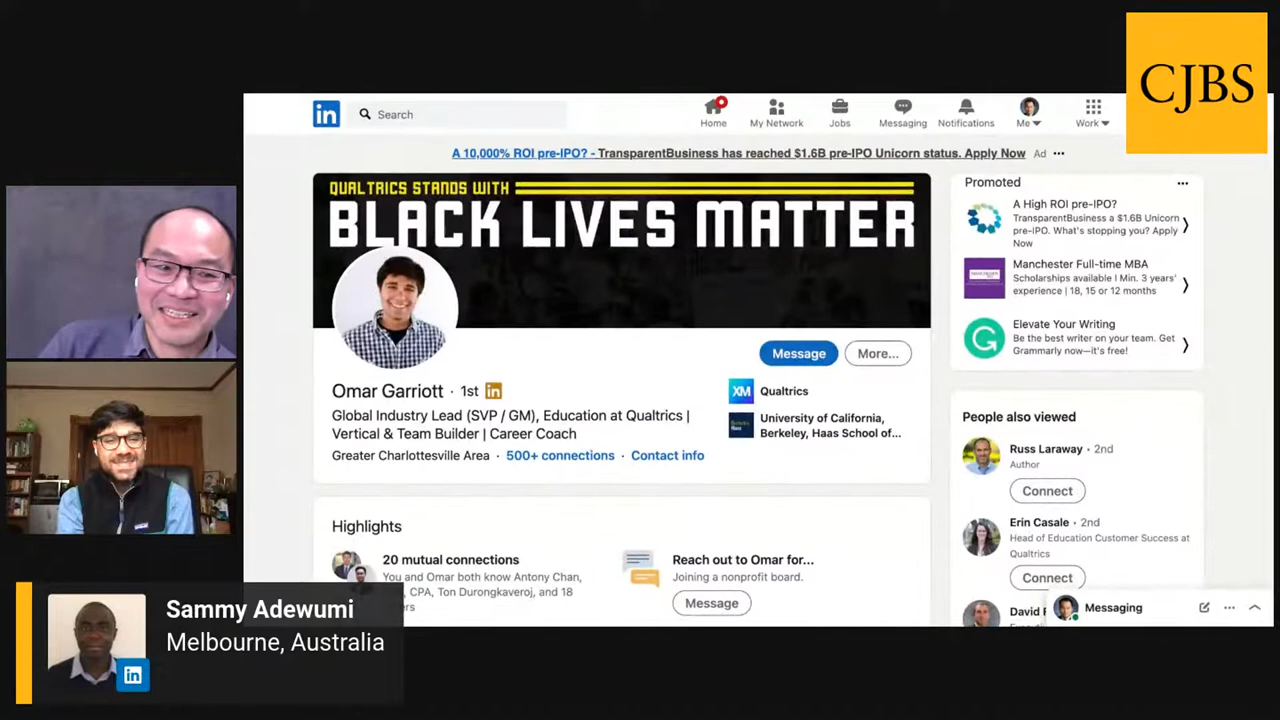 CJBS
in
Search
Home
My Network
Jobs
Messaging
Notifications
Me
Work
A 10,000% ROI pre-IPO? - TransparentBusiness has reached $1.6B pre-IPO Unicorn status. Apply Now
Ad
QUALTRICS STANDS WITH
BLACK LIVES MATTER
Message
More...
Omar Garriott · 1st in
Global Industry Lead (SVP / GM), Education at Qualtrics |
Vertical & Team Builder | Career Coach
Greater Charlottesville Area · 500+ connections · Contact info
XM
Qualtrics
University of California,
Berkeley, Haas School of...
Highlights
20 mutual connections
You and Omar both know Antony Chan,
, CPA, Ton Durongkaveroj, and 18
Reach out to Omar for...
Joining a nonprofit board.
Message
Promoted
A High ROI pre-IPO?
TransparentBusiness a $1.6B Unicorn
pre-IPO. What's stopping you? Apply
Now
Manchester Full-time MBA
Scholarships available | Min. 3 years'
experience | 18, 15 or 12 months
Elevate Your Writing
Be the best writer on your team. Get
Grammarly now—it's free!
People also viewed
Russ Laraway · 2nd
Author
Connect
Erin Casale · 2nd
Head of Education Customer Success at
Qualtrics
Connect
David
Messaging
Sammy Adewumi
Melbourne, Australia
in